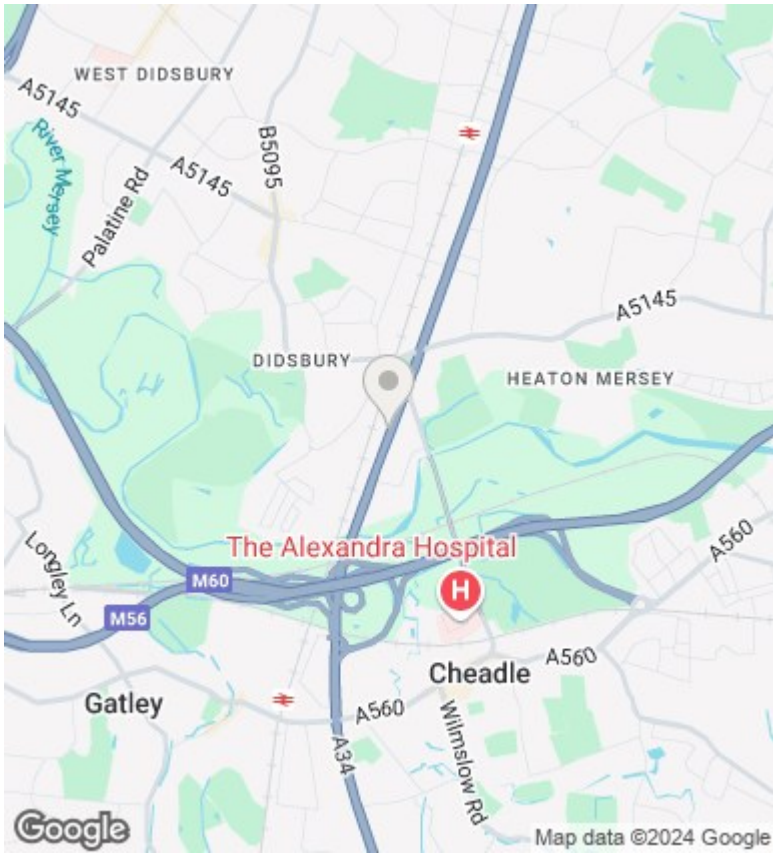 WEST DIDSBURY
A5145
River Mersey
B5095
A5145
Palatine Rd
A5145
DIDSBURY
HEATON MERSEY
The Alexandra Hospital
H
A560
Longley Ln
M60
M56
Cheadle
A560
Gatley
A560
Wilmslow Rd
A34
Google
Map data ©2024 Google